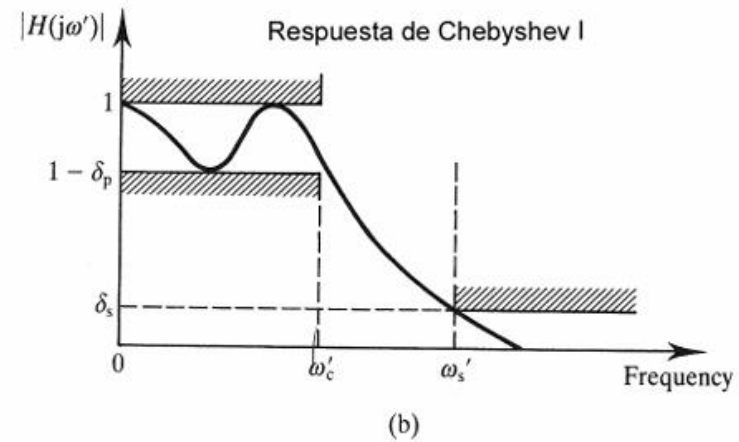 |H(jω′)|
Respuesta de Chebyshev I
1
1 − δp
δs
0
ω′c
ωs′
Frequency
(b)